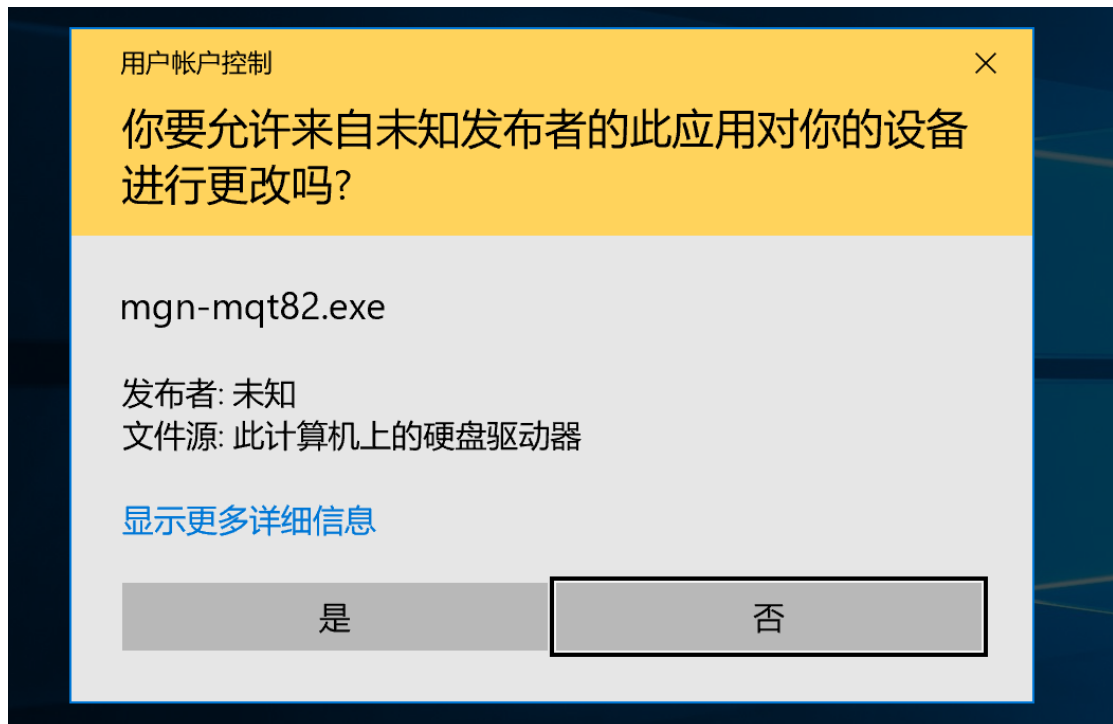 用户帐户控制
你要允许来自未知发布者的此应用对你的设备
进行更改吗?
mgn-mqt82.exe
发布者: 未知
文件源: 此计算机上的硬盘驱动器
显示更多详细信息
是
否